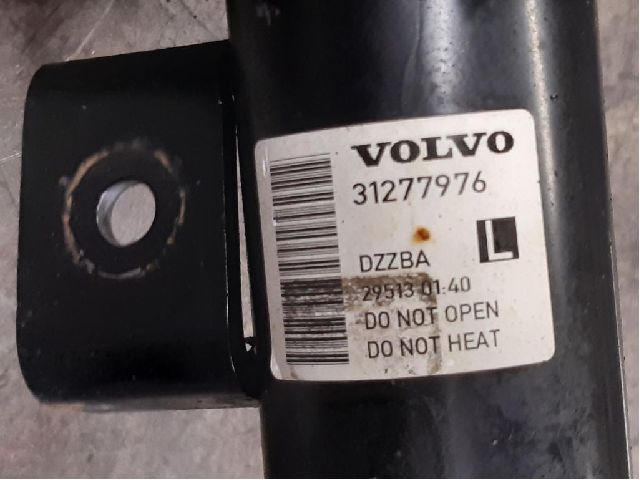 VOLVO
31277976
DZZBA
L
29513 01:40
DO NOT OPEN
DO NOT HEAT